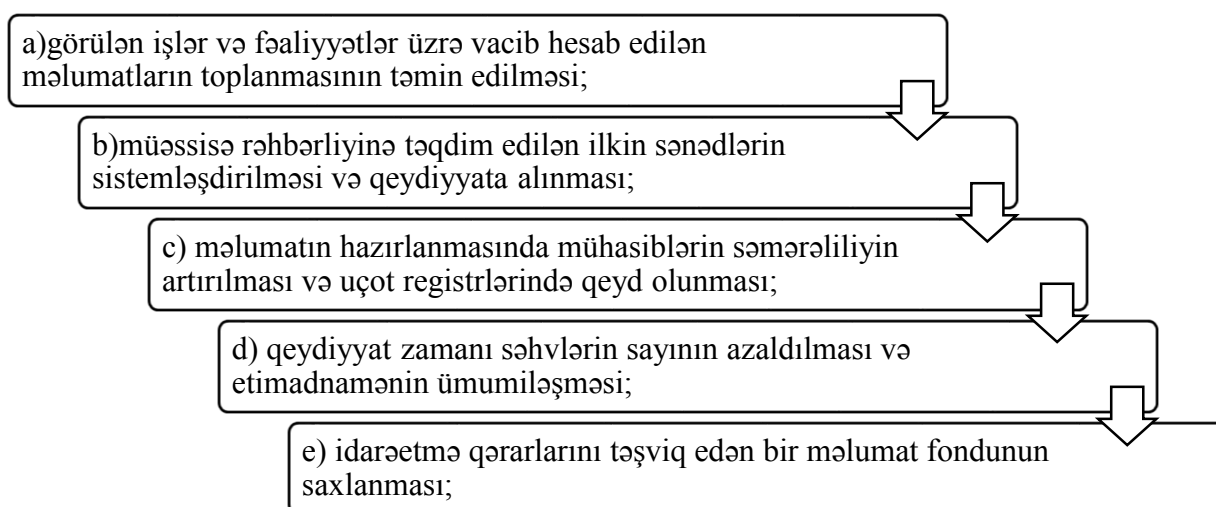 a)görülən işlər və fəaliyyətlər üzrə vacib hesab edilən
məlumatların toplanmasının təmin edilməsi;
b)müəssisə rəhbərliyinə təqdim edilən ilkin sənədlərin
sistemləşdirilməsi və qeydiyyata alınması;
c) məlumatın hazırlanmasında mühasiblərin səmərəliliyin
artırılması və uçot registrlərində qeyd olunması;
d) qeydiyyat zamanı səhvlərin sayının azaldılması və
etimadnamənin ümumiləşməsi;
e) idarəetmə qərarlarını təşviq edən bir məlumat fondunun
saxlanması;